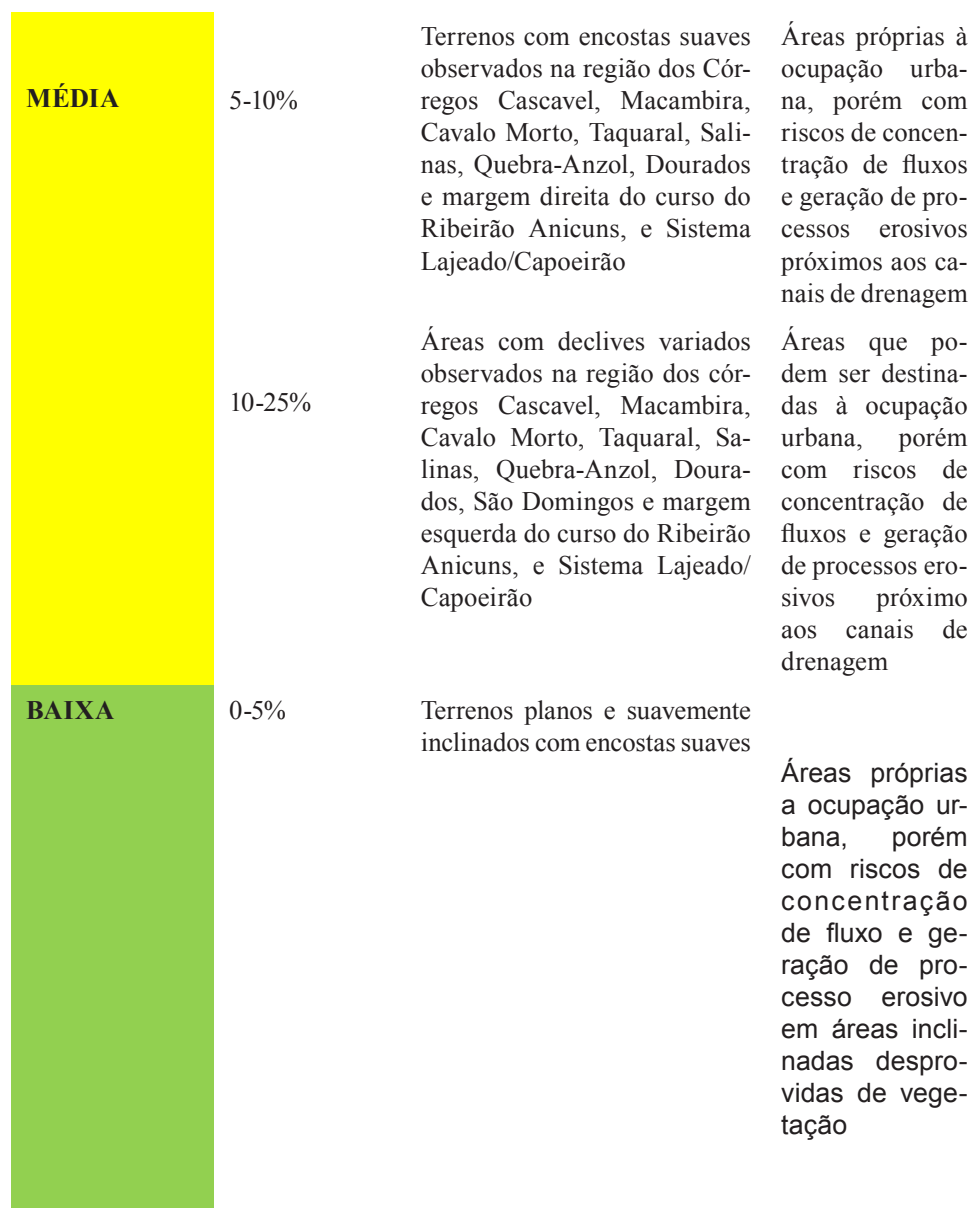 MÉDIA
5-10%
Terrenos com encostas suaves
observados na região dos Cór-
regos Cascavel, Macambira,
Cavalo Morto, Taquaral, Sali-
nas, Quebra-Anzol, Dourados
e margem direita do curso do
Ribeirão Anicuns, e Sistema
Lajeado/Capoeirão
Áreas próprias à
ocupação urba-
na, porém com
riscos de concen-
tração de fluxos
e geração de pro-
cessos erosivos
próximos aos ca-
nais de drenagem
10-25%
Áreas com declives variados
observados na região dos cór-
regos Cascavel, Macambira,
Cavalo Morto, Taquaral, Sa-
linas, Quebra-Anzol, Doura-
dos, São Domingos e margem
esquerda do curso do Ribeirão
Anicuns, e Sistema Lajeado/
Capoeirão
Áreas que po-
dem ser destina-
das à ocupação
urbana, porém
com riscos de
concentração de
fluxos e geração
de processos ero-
sivos próximo
aos canais de
drenagem
BAIXA
0-5%
Terrenos planos e suavemente
inclinados com encostas suaves
Áreas próprias
a ocupação ur-
bana, porém
com riscos de
concentração
de fluxo e ge-
ração de pro-
cesso erosivo
em áreas incli-
nadas despro-
vidas de vege-
tação